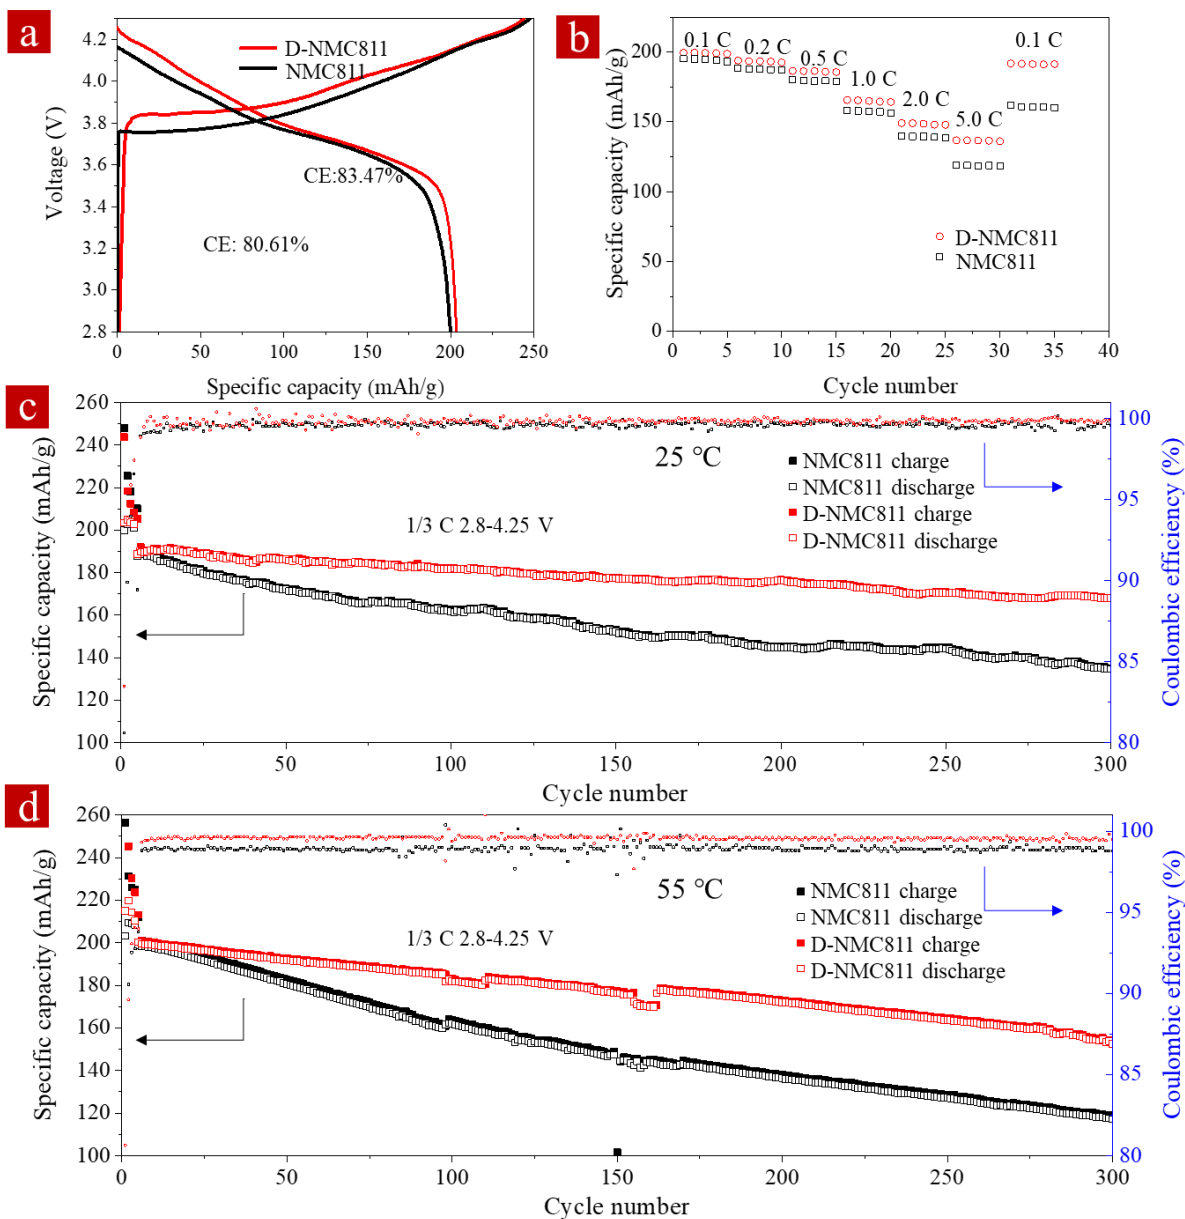 a
4.2
4.0
3.8
3.6
3.4
3.2
3.0
2.8
Voltage (V)
D-NMC811
NMC811
CE:83.47%
CE: 80.61%
0
50
100
150
200
250
Specific capacity (mAh/g)
b
200
150
100
50
0
Specific capacity (mAh/g)
0.1 C
0.2 C
0.5 C
1.0 C
2.0 C
5.0 C
0.1 C
D-NMC811
NMC811
0
5
10
15
20
25
30
35
40
Cycle number
c
260
240
220
200
180
160
140
120
100
Specific capacity (mAh/g)
25 °C
1/3 C 2.8-4.25 V
NMC811 charge
NMC811 discharge
D-NMC811 charge
D-NMC811 discharge
100
95
90
85
80
Coulombic efficiency (%)
0
50
100
150
200
250
300
Cycle number
d
260
240
220
200
180
160
140
120
100
Specific capacity (mAh/g)
55 °C
1/3 C 2.8-4.25 V
NMC811 charge
NMC811 discharge
D-NMC811 charge
D-NMC811 discharge
100
95
90
85
80
Coulombic efficiency (%)
0
50
100
150
200
250
300
Cycle number